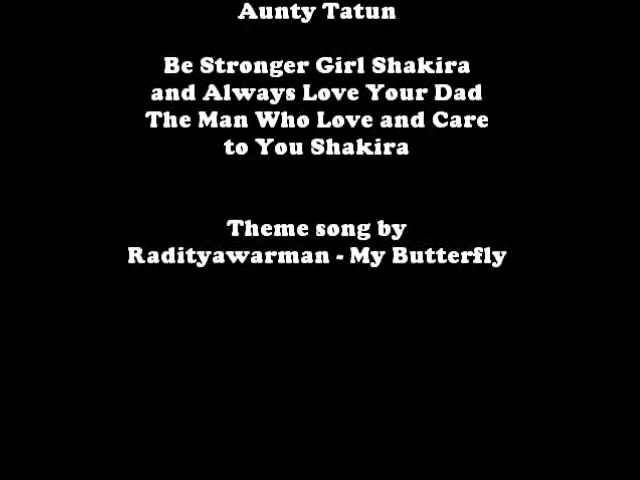 Aunty Tatun
Be Stronger Girl Shakira
and Always Love Your Dad
The Man Who Love and Care
to You Shakira
Theme song by
Radityawarman - My Butterfly